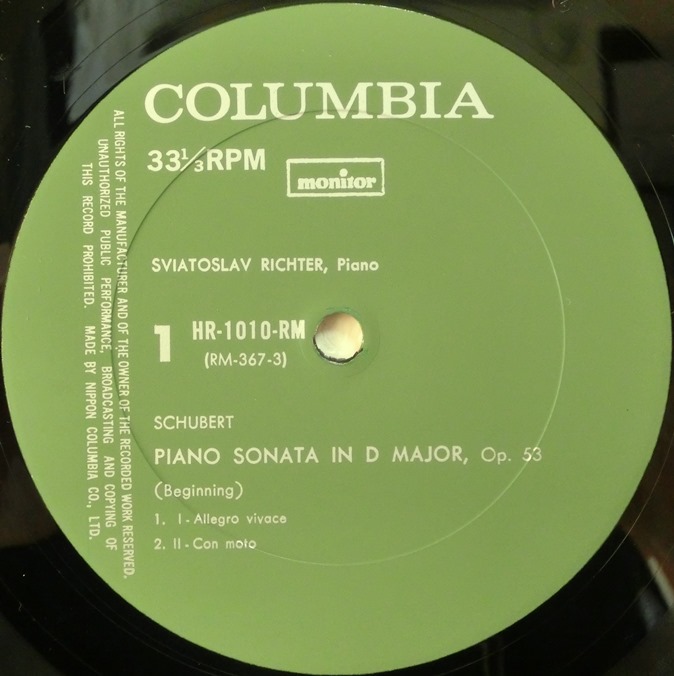 COLUMBIA
33⅓RPM
monitor
SVIATOSLAV RICHTER, Piano
1
HR-1010-RM
(RM-367-3)
SCHUBERT
PIANO SONATA IN D MAJOR, Op. 53
(Beginning)
1. I-Allegro vivace
2. II-Con moto
ALL RIGHTS OF THE MANUFACTURER AND OF THE OWNER OF THE RECORDED WORK RESERVED.
UNAUTHORIZED PUBLIC PERFORMANCE, BROADCASTING AND COPYING OF
THIS RECORD PROHIBITED. MADE BY NIPPON COLUMBIA CO., LTD.